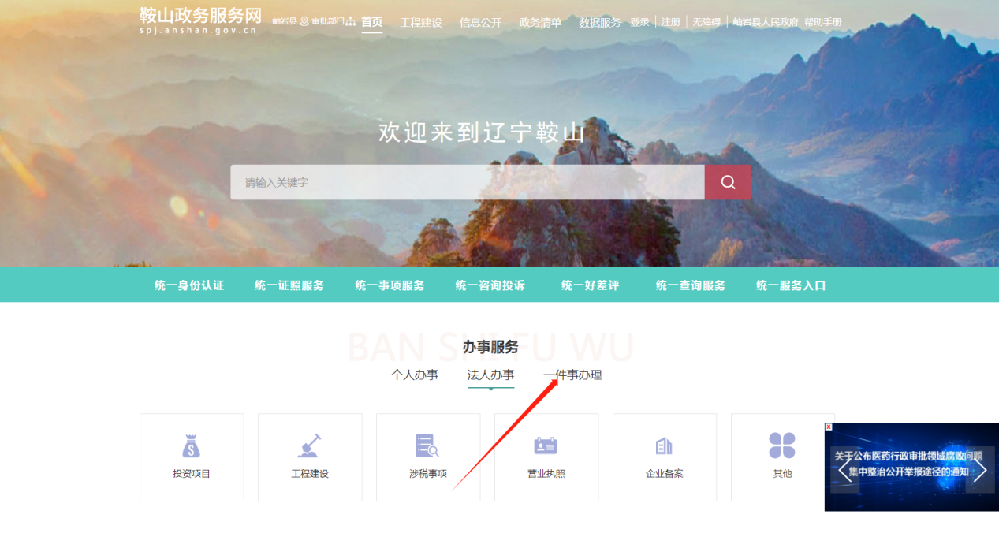 鞍山政务服务网
spj.anshan.gov.cn
岫岩县 审批部门 首页 工程建设 信息公开 政务清单 数据服务 登录 注册 无障碍 岫岩县人民政府 帮助手册
欢迎来到辽宁鞍山
请输入关键字
统一身份认证 统一证照服务 统一事项服务 统一咨询投诉 统一好差评 统一查询服务 统一服务入口
BAN SHI FU WU
办事服务
个人办事 法人办事 一件事办理
投资项目 工程建设 涉税事项 营业执照 企业备案 其他
X
关于公布医药行政审批领域腐败问题
集中整治公开举报途径的通知